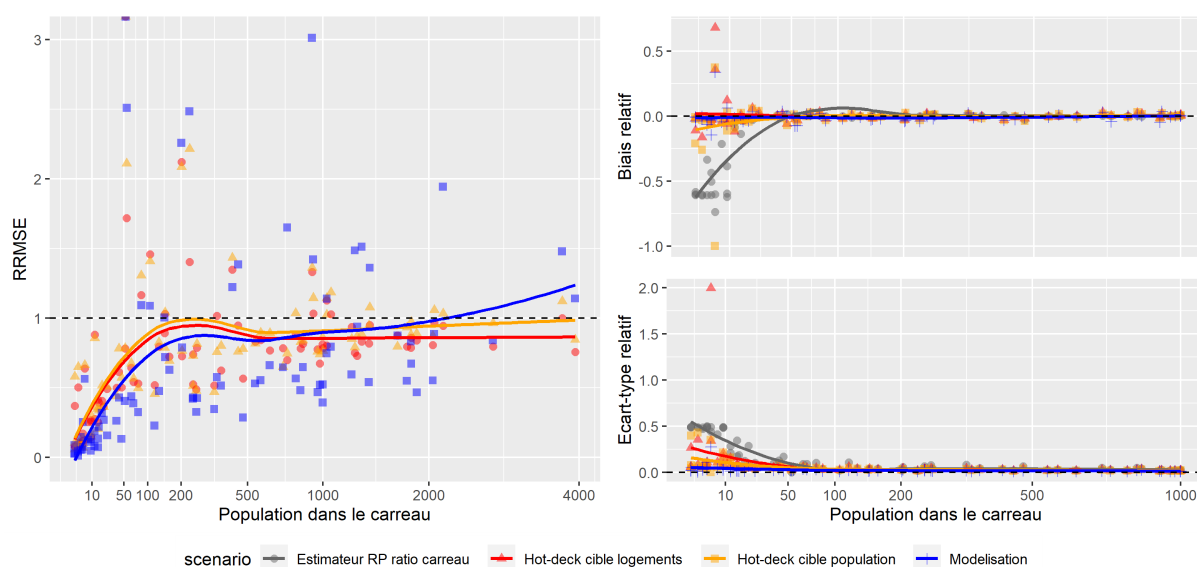 RRMSE
3
2
1
0
10 50 100 200 500 1000 2000 4000
Population dans le carreau
Biais relatif
0.5
0.0
-0.5
-1.0
Ecart-type relatif
2.0
1.5
1.0
0.5
0.0
10 50 100 200 500 1000
Population dans le carreau
scenario Estimateur RP ratio carreau Hot-deck cible logements Hot-deck cible population Modelisation